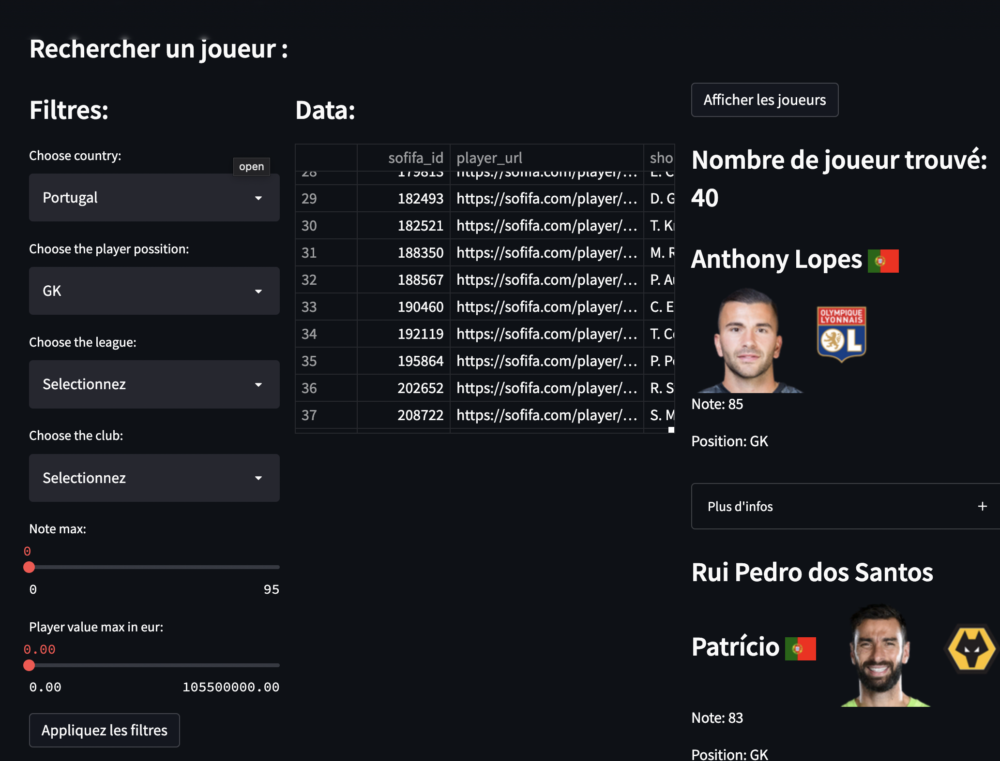 Rechercher un joueur :
Filtres:
Choose country:
open
Portugal
Choose the player possition:
GK
Choose the league:
Selectionnez
Choose the club:
Selectionnez
Note max:
0
0 95
Player value max in eur:
0.00
0.00 105500000.00
Appliquez les filtres
Data:
sofifa_id player_url sho
28 179813 https://sofifa.com/player/... E. C
29 182493 https://sofifa.com/player/... D. G
30 182521 https://sofifa.com/player/... T. Kr
31 188350 https://sofifa.com/player/... M. R
32 188567 https://sofifa.com/player/... P. Au
33 190460 https://sofifa.com/player/... C. E
34 192119 https://sofifa.com/player/... T. Co
35 195864 https://sofifa.com/player/... P. Po
36 202652 https://sofifa.com/player/... R. St
37 208722 https://sofifa.com/player/... S. M
Afficher les joueurs
Nombre de joueur trouvé:
40
Anthony Lopes
OLYMPIQUE
LYONNAIS
OL
Note: 85
Position: GK
Plus d'infos +
Rui Pedro dos Santos
Patrício
Note: 83
Position: GK